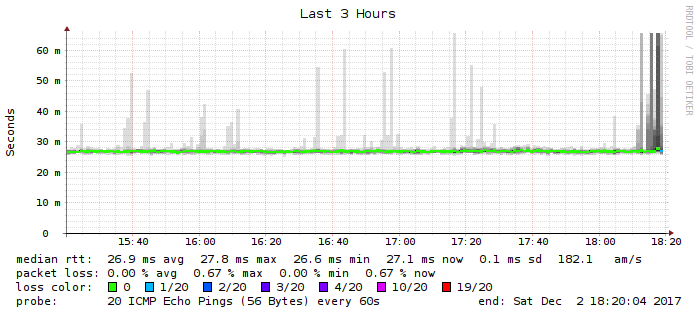 Last 3 Hours
RRDTOOL / TOBI OETIKER
Seconds
60 m
50 m
40 m
30 m
20 m
10 m
0
15:40 16:00 16:20 16:40 17:00 17:20 17:40 18:00 18:20
median rtt: 26.9 ms avg 27.8 ms max 26.6 ms min 27.1 ms now 0.1 ms sd 182.1 am/s
packet loss: 0.00 % avg 0.67 % max 0.00 % min 0.67 % now
loss color: 0 1/20 2/20 3/20 4/20 10/20 19/20
probe: 20 ICMP Echo Pings (56 Bytes) every 60s end: Sat Dec 2 18:20:04 2017